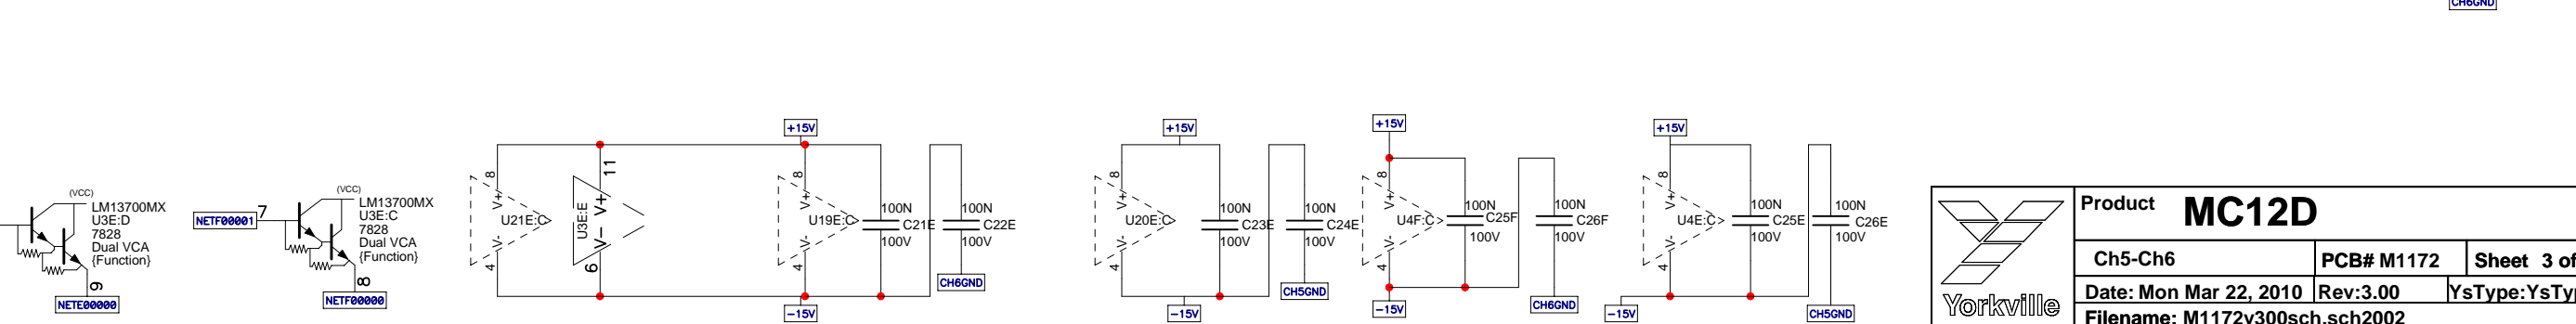 CH6GND
(VCC)
LM13700MX
U3E:D
7828
Dual VCA
{Function}
9
NETE00000
NETF00001
7
(VCC)
LM13700MX
U3E:C
7828
Dual VCA
{Function}
8
NETF00000
8
V+
U21E:C
V-
4
11
V+
U3E:E
V-
6
+15V
8
V+
U19E:C
V-
4
-15V
100N
C21E
100V
100N
C22E
100V
CH6GND
+15V
8
V+
U20E:C
V-
4
-15V
100N
C23E
100V
100N
C24E
100V
CH5GND
+15V
8
V+
U4F:C
V-
4
-15V
100N
C25F
100V
100N
C26F
100V
CH6GND
+15V
8
V+
U4E:C
V-
4
-15V
100N
C25E
100V
100N
C26E
100V
CH5GND
Yorkville
Product MC12D
Ch5-Ch6
PCB# M1172
Sheet 3 of
Date: Mon Mar 22, 2010
Rev:3.00
YsType:YsTy
Filename: M1172v300sch.sch2002